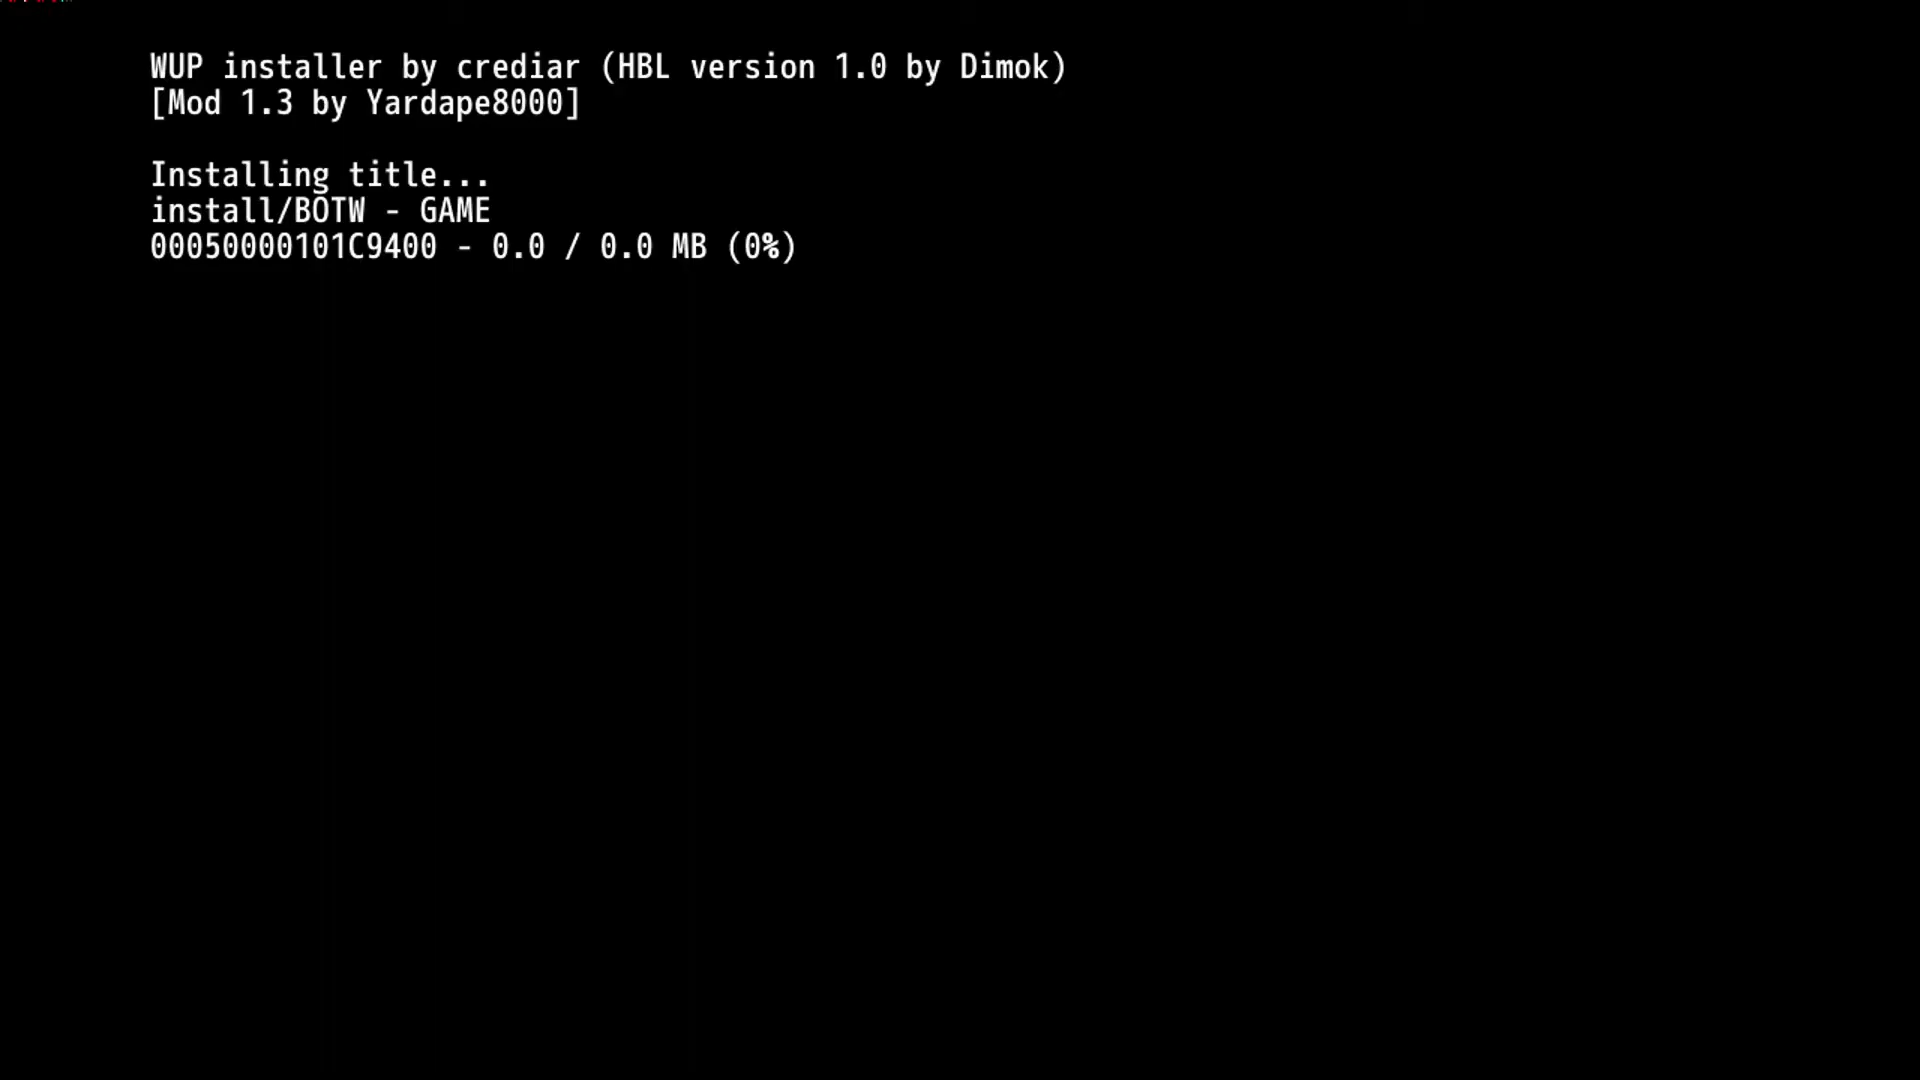 WUP installer by crediar (HBL version 1.0 by Dimok)
[Mod 1.3 by Yardape8000]
Installing title...
install/BOTW - GAME
00050000101C9400 - 0.0 / 0.0 MB (0%)